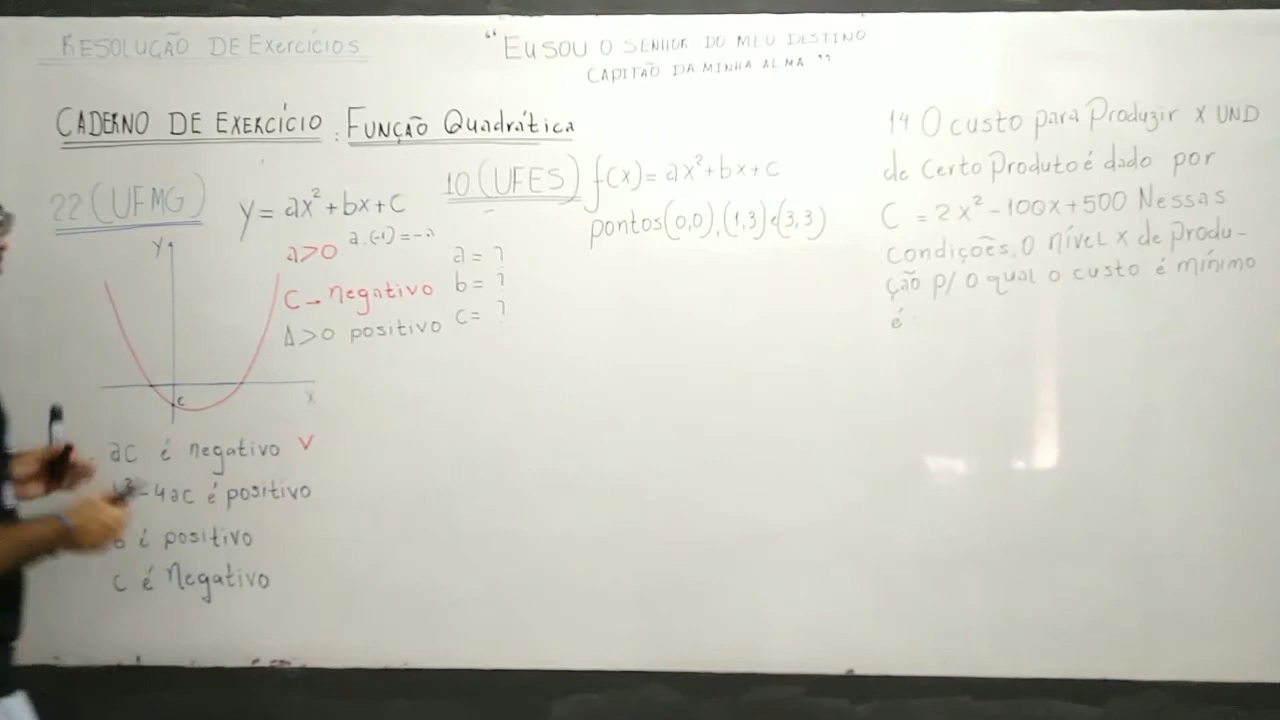 RESOLUÇÃO DE EXERCÍCIOS
"EU SOU O SENHOR DO MEU DESTINO
CAPITÃO DA MINHA ALMA"
CADERNO DE EXERCÍCIO: FUNÇÃO Quadrática
22 (UFMG)
y = ax² + bx + c
a>0
a.(-1) = -a
C - negativo
Δ>0 positivo
Y
X
c
ac é negativo V
b²-4ac é positivo
b é positivo
c é negativo
10 (UFES) f(x) = ax² + bx + c
pontos (0,0), (1,3) e (3,3)
a = ?
b = ?
c = ?
14 O custo para Produzir X UND
de Certo Produto é dado por
C = 2x² - 100x + 500 Nessas
Condições, O nível x de Produ-
ção p/ o qual o custo é mínimo
é